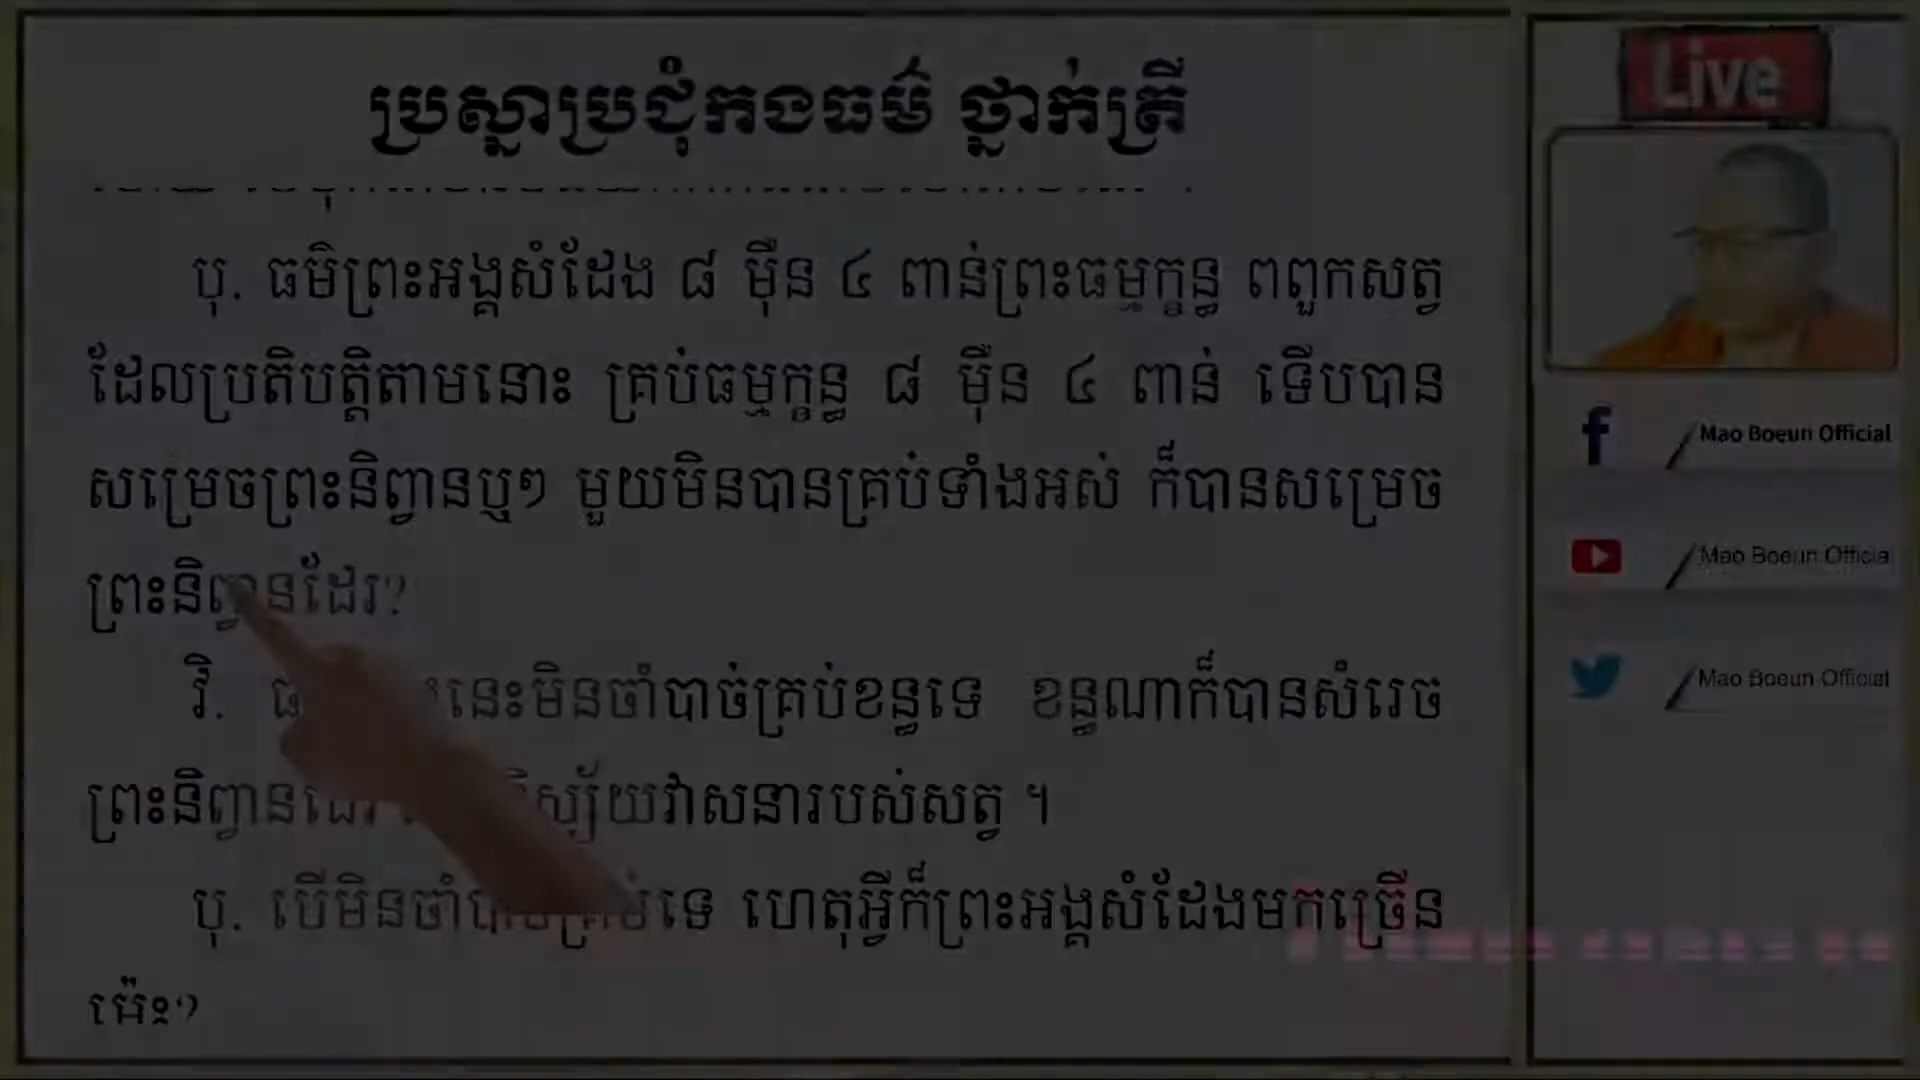 ប្រស្នាប្រជុំកងធម៌ ថ្នាក់ត្រី
បុ. ធម៌ព្រះអង្គសំដែង ៨ ម៉ឺន ៤ ពាន់ព្រះធម្មក្ខន្ធ ពពួកសត្វ
ដែលប្រតិបត្តិតាមនោះ គ្រប់ធម្មក្ខន្ធ ៨ ម៉ឺន ៤ ពាន់ ទើបបាន
សម្រេចព្រះនិព្វានឬៗ មួយមិនបានគ្រប់ទាំងអស់ ក៏បានសម្រេច
ព្រះនិព្វានដែរ?
វិ. នេះមិនចាំបាច់គ្រប់ខន្ធទេ ខន្ធណាក៏បានសំរេច
ព្រះនិព្វានដែរ វាសនារបស់សត្វ ។
បុ. បើមិនចាំបាច់គ្រប់ទេ ហេតុអ្វីក៏ព្រះអង្គសំដែងមកច្រើន
ម៉េះ?
Live
Mao Boeun Official
Mao Boeun Officia
Mao Boeun Official